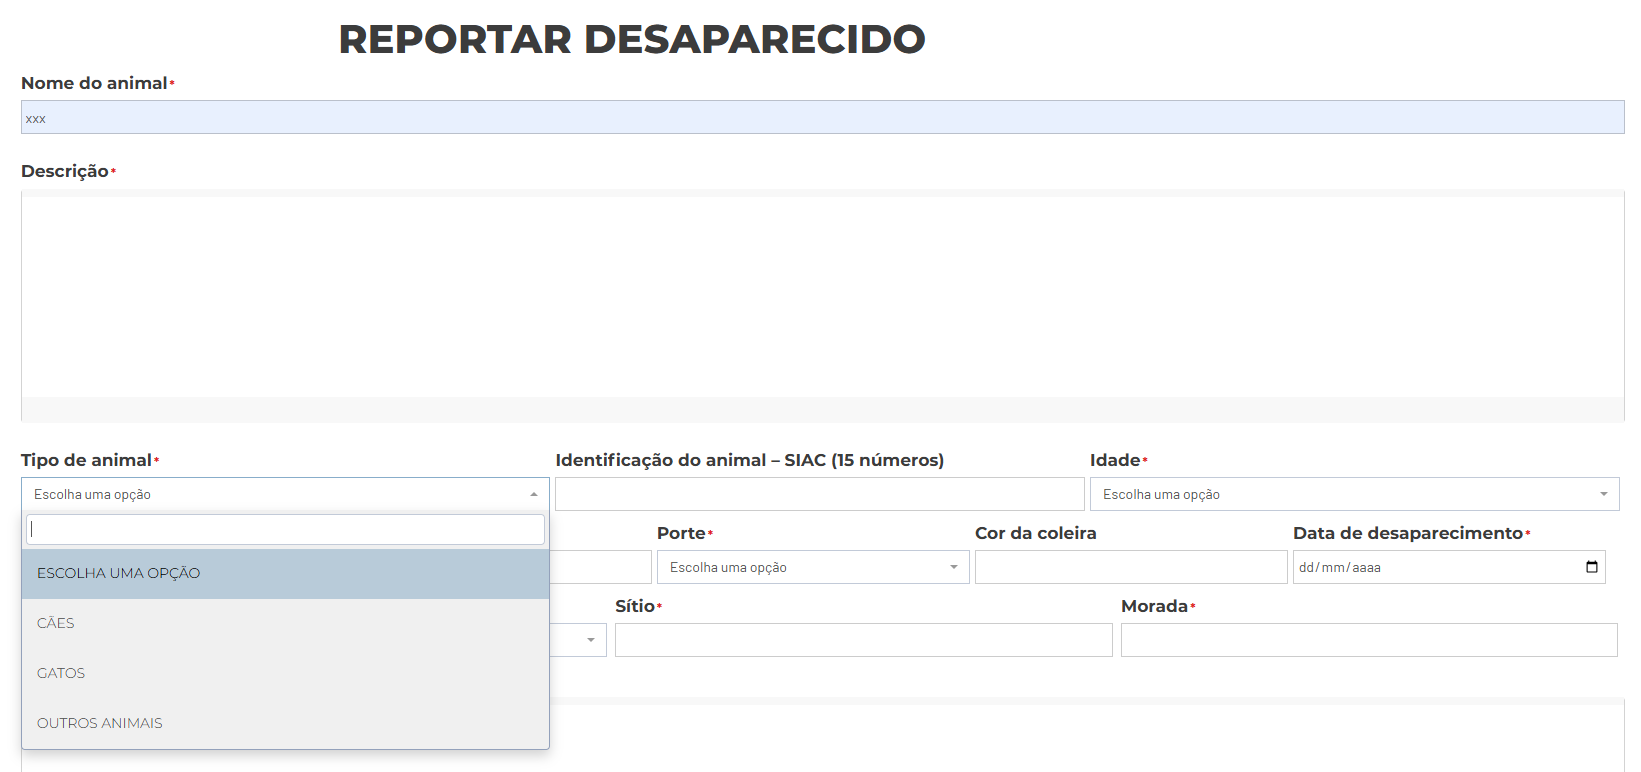 REPORTAR DESAPARECIDO
Nome do animal*
xxx
Descrição*
Tipo de animal* Identificação do animal – SIAC (15 números) Idade*
Escolha uma opção Escolha uma opção
Porte* Cor da coleira Data de desaparecimento*
ESCOLHA UMA OPÇÃO Escolha uma opção dd/mm/aaaa
Sítio* Morada*
CÃES
GATOS
OUTROS ANIMAIS